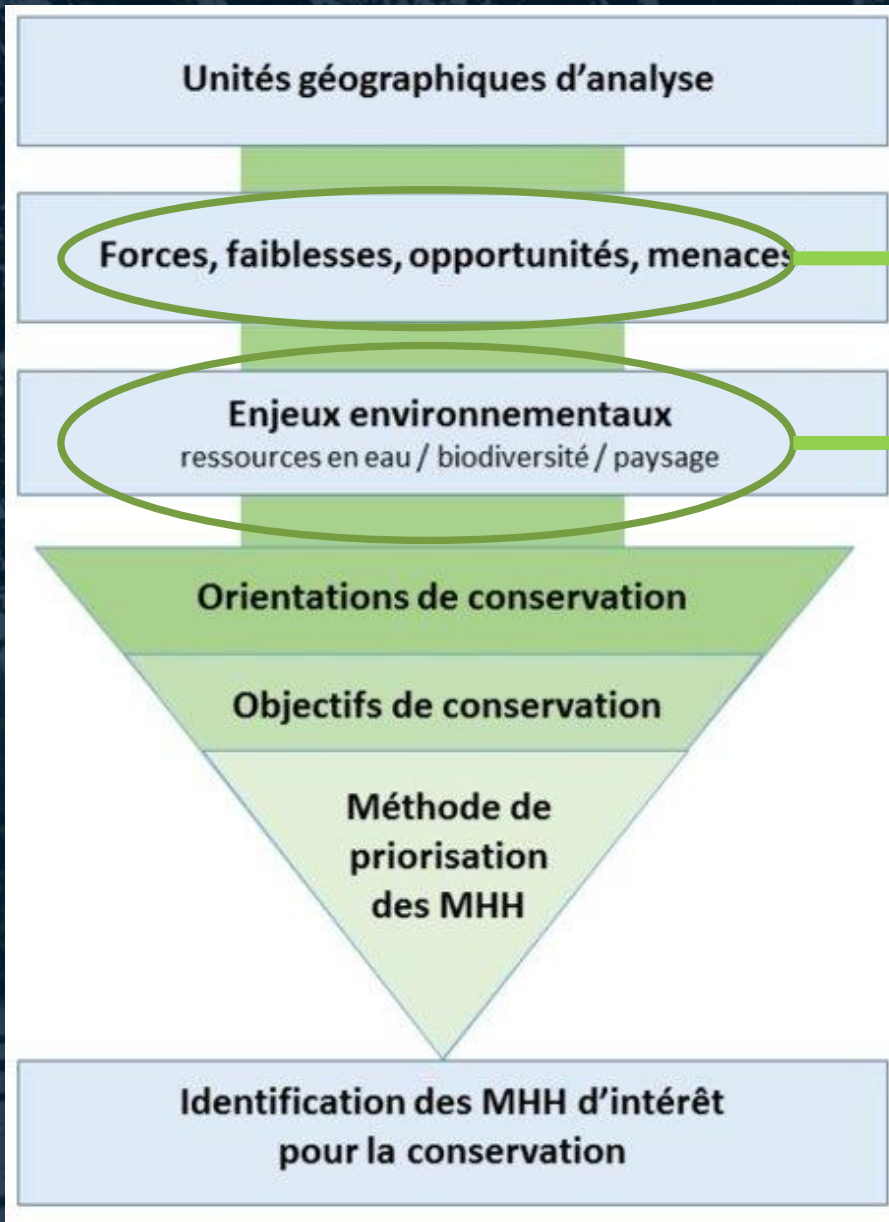 Unités géographiques d'analyse
Forces, faiblesses, opportunités, menaces
Enjeux environnementaux
ressources en eau / biodiversité / paysage
Orientations de conservation
Objectifs de conservation
Méthode de
priorisation
des MHH
Identification des MHH d'intérêt
pour la conservation